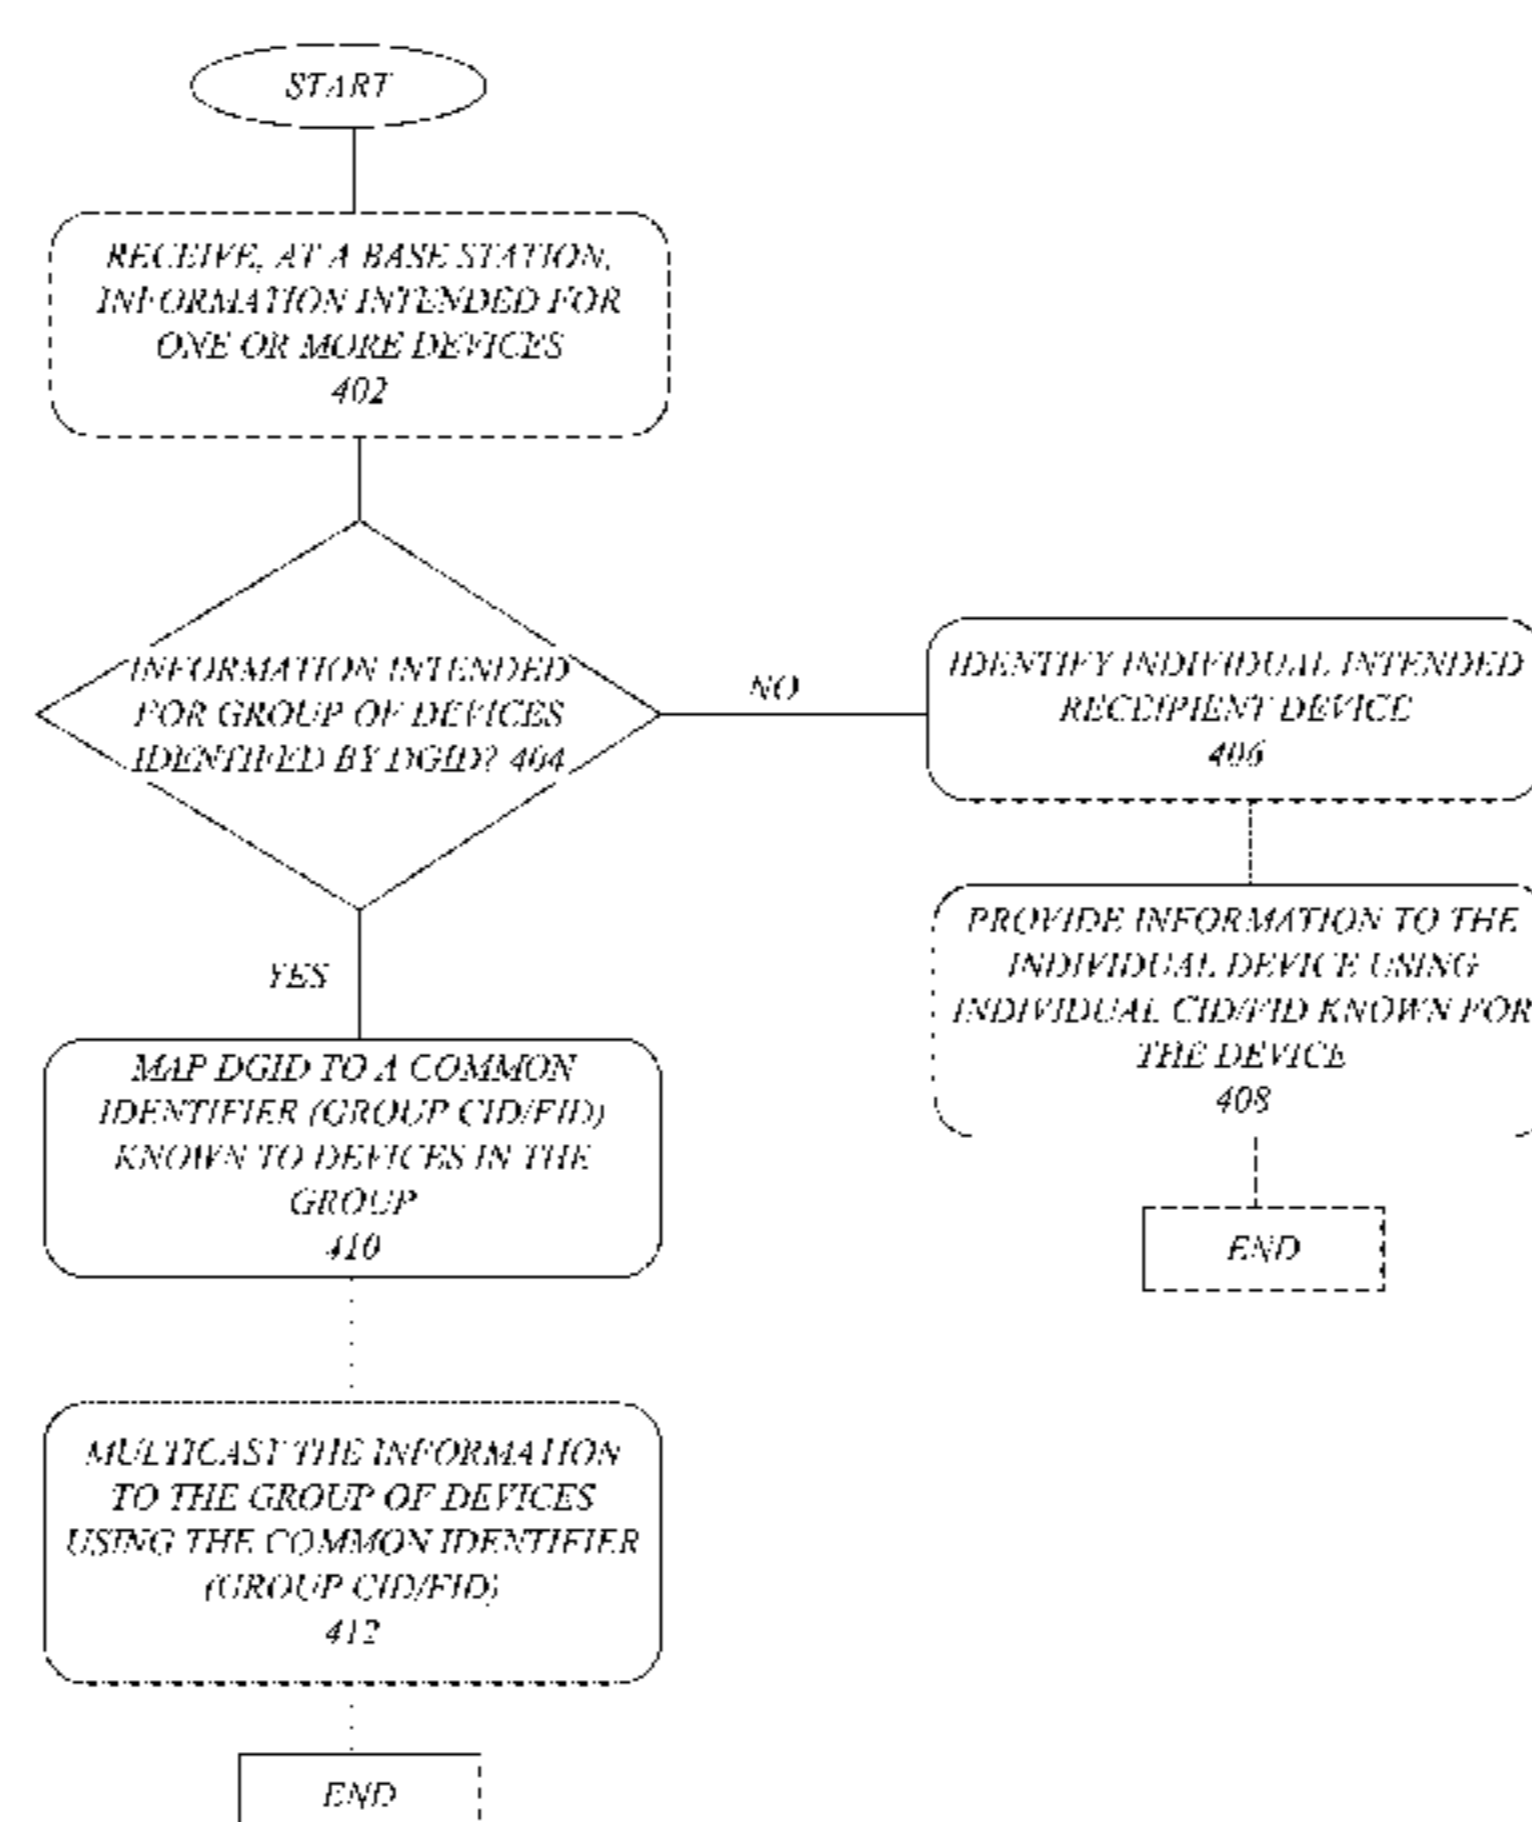 START
RECEIVE, AT A BASE STATION,
INFORMATION INTENDED FOR
ONE OR MORE DEVICES
402
INFORMATION INTENDED
FOR GROUP OF DEVICES
IDENTIFED BY DGID? 404
NO
IDENTIFY INDIVIDUAL INTENDED
RECEIPIENT DEVICE
406
PROVIDE INFORMATION TO THE
INDIVIDUAL DEVICE USING
INDIVIDUAL CID/FID KNOWN FOR
THE DEVICE
408
END
YES
MAP DGID TO A COMMON
IDENTIFIER (GROUP CID/FID)
KNOWN TO DEVICES IN THE
GROUP
410
MULTICAST THE INFORMATION
TO THE GROUP OF DEVICES
USING THE COMMON IDENTIFIER
(GROUP CID/FID)
412
END